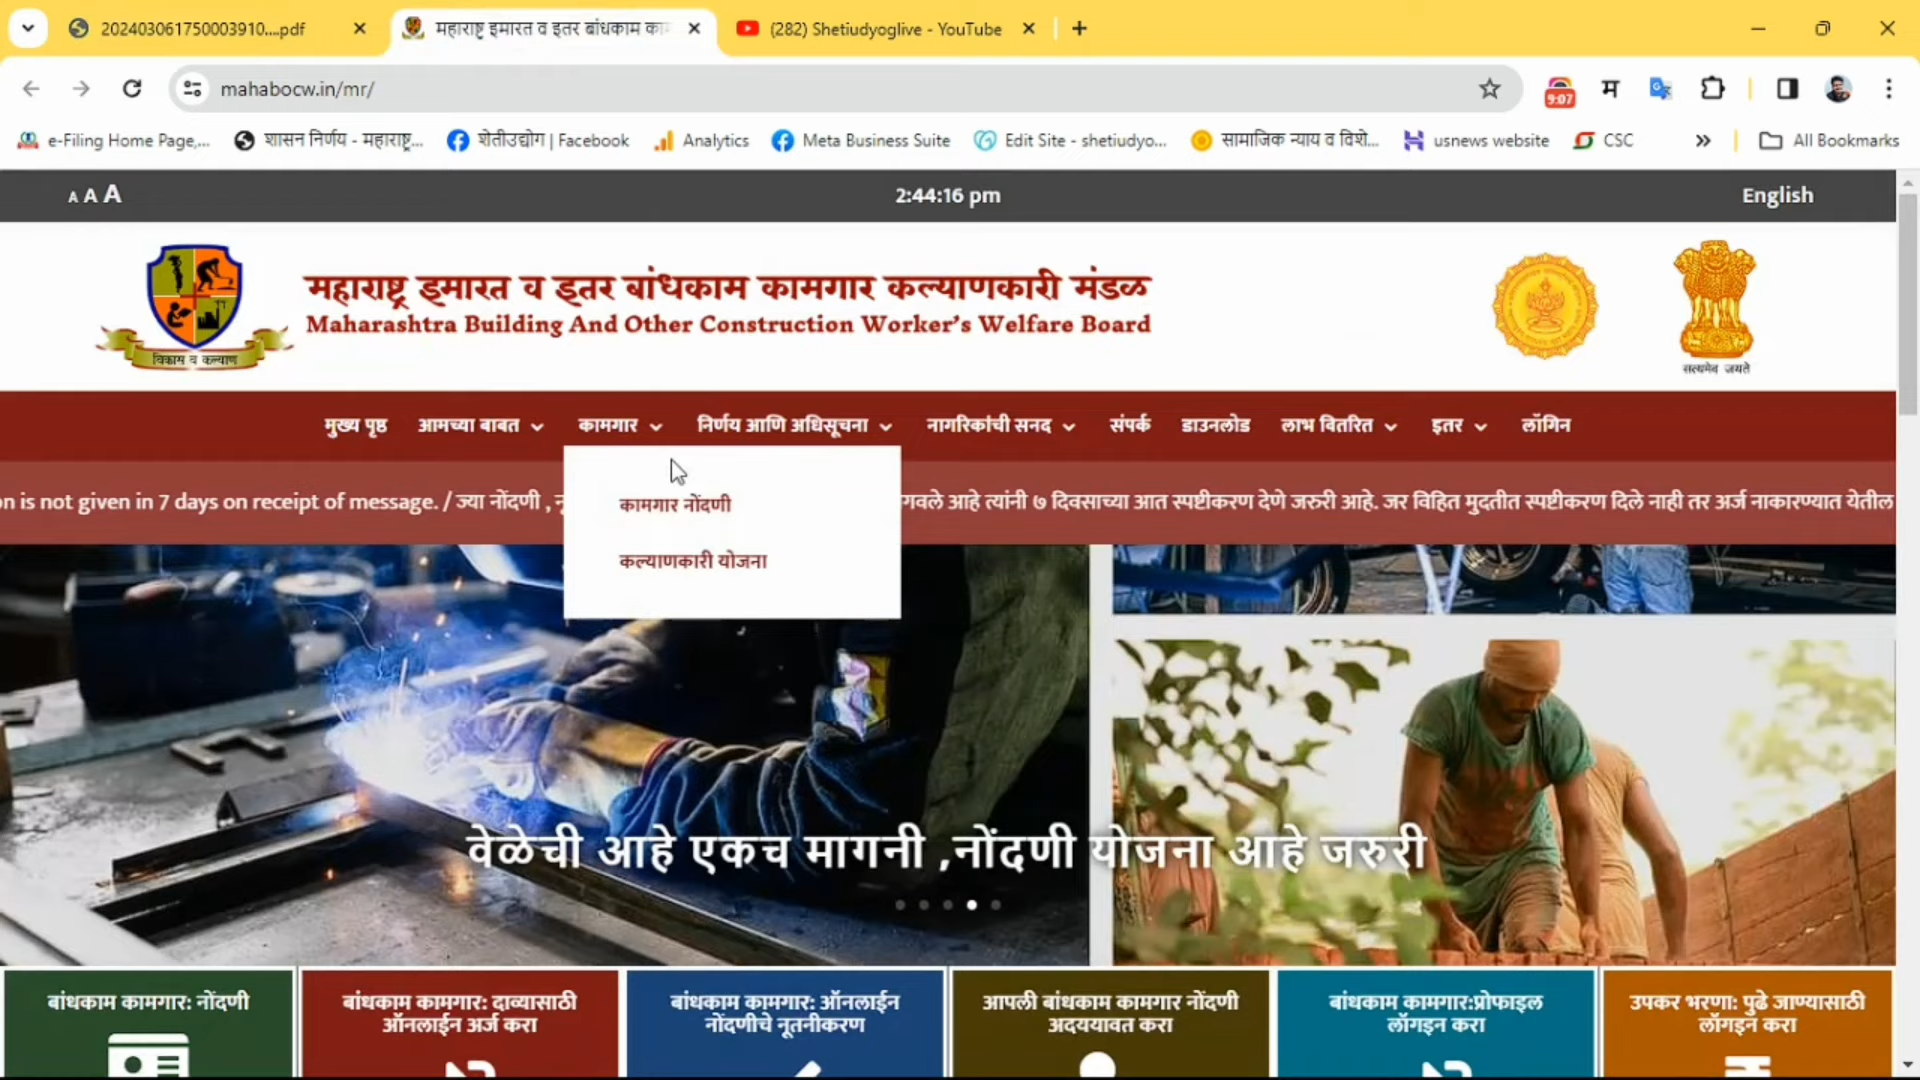 202403061750003910....pdf
महाराष्ट्र इमारत व इतर बांधकाम का
(282) Shetiudyoglive - YouTube
mahabocw.in/mr/
9:07
म
e-Filing Home Page,...
शासन निर्णय - महाराष्ट्...
शेतीउद्योग | Facebook
Analytics
Meta Business Suite
Edit Site - shetiudyo...
सामाजिक न्याय व विशे...
usnews website
CSC
All Bookmarks
A A A
2:44:16 pm
English
विकास व कल्याण
महाराष्ट्र इमारत व इतर बांधकाम कामगार कल्याणकारी मंडळ
Maharashtra Building And Other Construction Worker's Welfare Board
सत्यमेव जयते
मुख्य पृष्ठ आमच्या बाबत कामगार निर्णय आणि अधिसूचना नागरिकांची सनद संपर्क डाउनलोड लाभ वितरित इतर लॉगिन
कामगार नोंदणी
कल्याणकारी योजना
n is not given in 7 days on receipt of message. / ज्या नोंदणी , गवले आहे त्यांनी ७ दिवसाच्या आत स्पष्टीकरण देणे जरुरी आहे. जर विहित मुदतीत स्पष्टीकरण दिले नाही तर अर्ज नाकारण्यात येतील
वेळेची आहे एकच मागनी ,नोंदणी योजना आहे जरुरी
बांधकाम कामगार: नोंदणी
बांधकाम कामगार: दाव्यासाठी
ऑनलाईन अर्ज करा
बांधकाम कामगार: ऑनलाईन
नोंदणीचे नूतनीकरण
आपली बांधकाम कामगार नोंदणी
अदययावत करा
बांधकाम कामगार:प्रोफाइल
लॉगइन करा
उपकर भरणा: पुढे जाण्यासाठी
लॉगइन करा